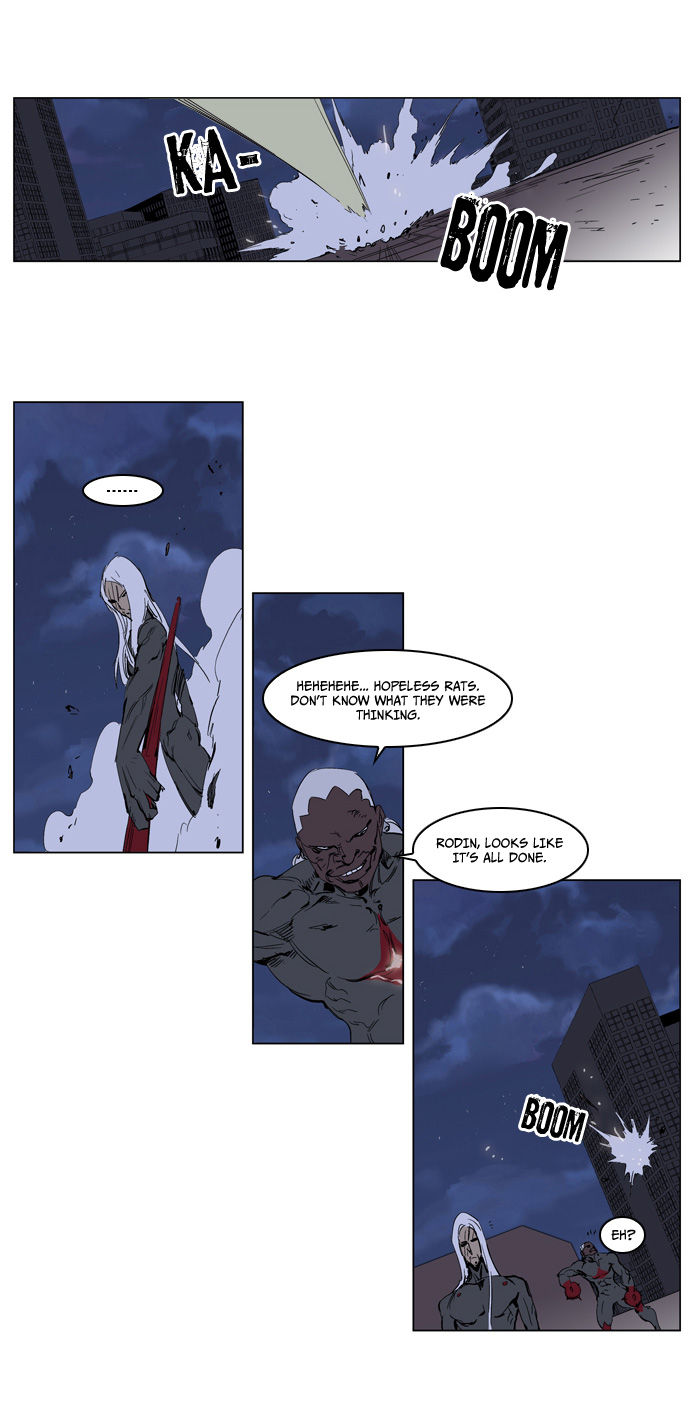 KA-
BOOM
------
HEHEHEHE... HOPELESS RATS.
DON'T KNOW WHAT THEY WERE
THINKING.
RODIN, LOOKS LIKE
IT'S ALL DONE.
BOOM
EH?